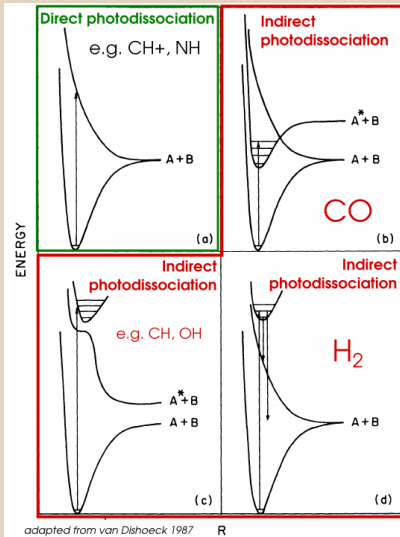 Direct photodissociation
e.g. CH+, NH
A+B
(a)
Indirect
photodissociation
A*+B
A+B
CO
(b)
ENERGY
Indirect
photodissociation
e.g. CH, OH
A*+B
A+B
(c)
Indirect
photodissociation
H2
A+B
(d)
adapted from van Dishoeck 1987
R